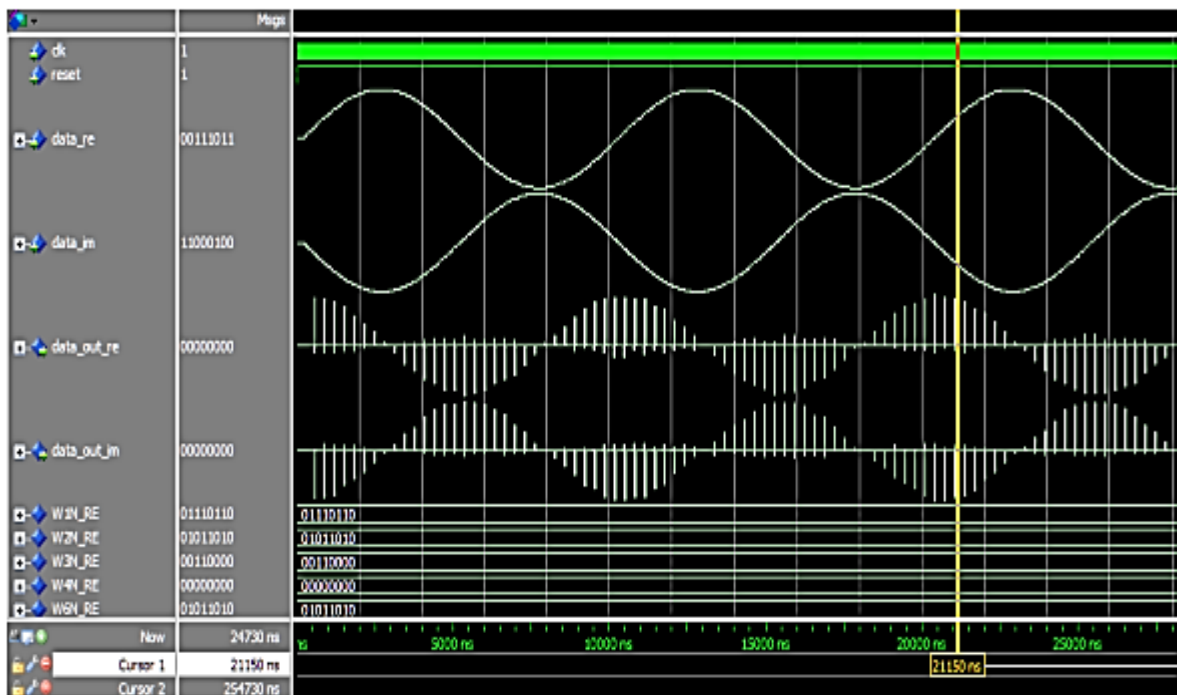 Msgs
clk 1
reset 1
data_re 00111011
data_im 11000100
data_out_re 00000000
data_out_im 00000000
W1N_RE 01110110 01110110
W2N_RE 01011010 01011010
W3N_RE 00110000 00110000
W4N_RE 00000000 00000000
W6N_RE 01011010 01011010
Now 24730 ns ns 5000 ns 10000 ns 15000 ns 20000 ns 25000 ns
Cursor 1 21150 ns 21150 ns
Cursor 2 254730 ns